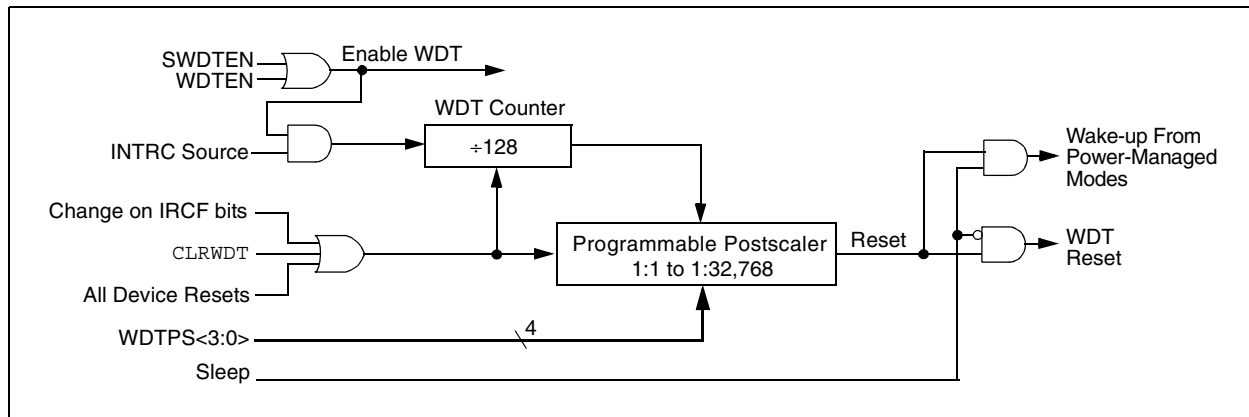 SWDTEN
WDTEN
Enable WDT
WDT Counter
INTRC Source
÷128
Wake-up From
Power-Managed
Modes
Change on IRCF bits
CLRWDT
All Device Resets
Programmable Postscaler
1:1 to 1:32,768
Reset
WDT
Reset
WDTPS<3:0>
4
Sleep